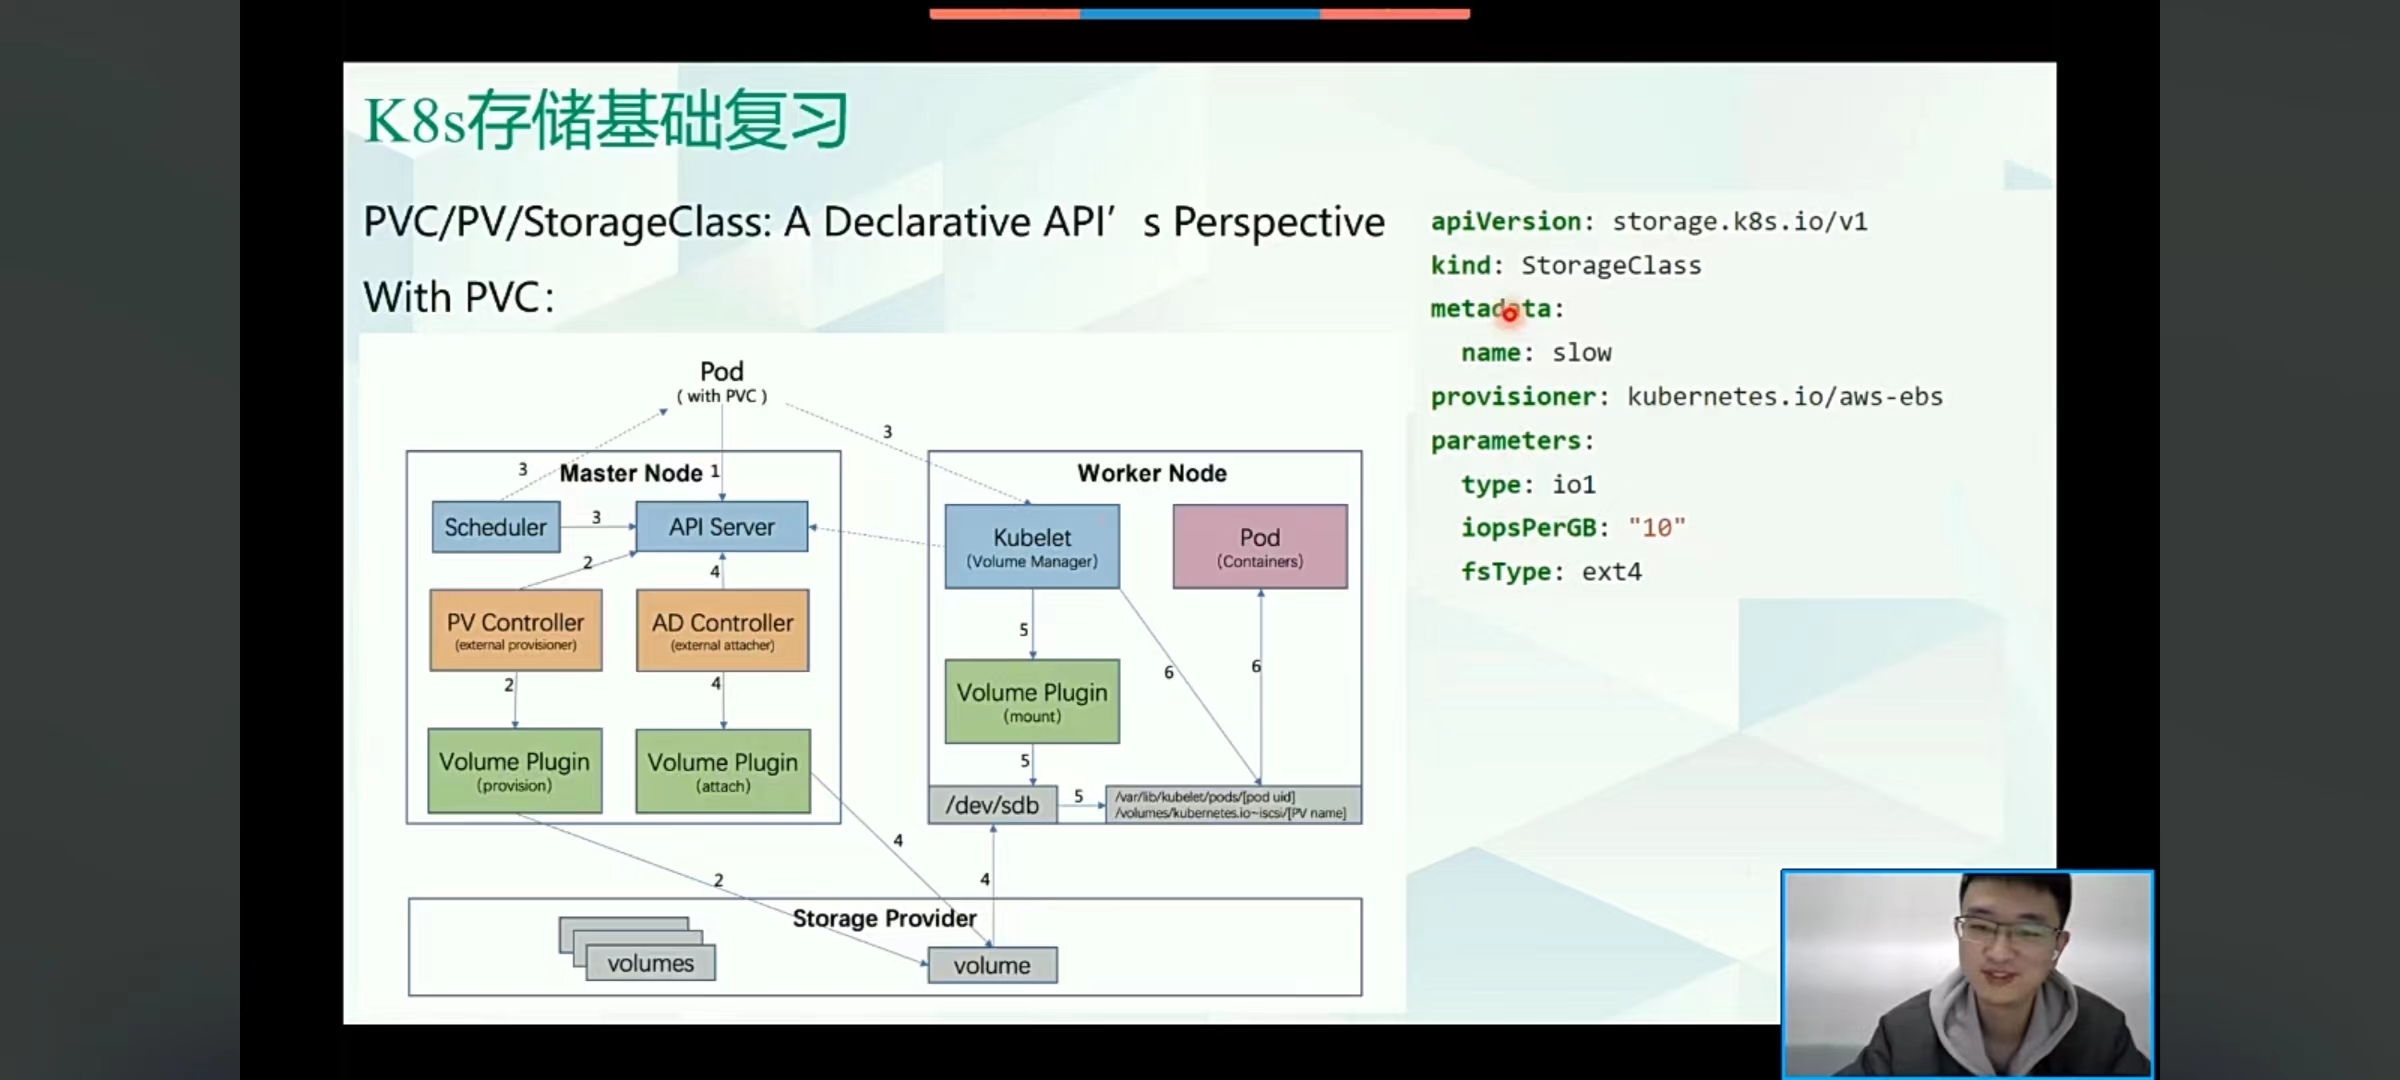 K8s存储基础复习
PVC/PV/StorageClass: A Declarative API’s Perspective
With PVC:
apiVersion: storage.k8s.io/v1
kind: StorageClass
metadata:
  name: slow
provisioner: kubernetes.io/aws-ebs
parameters:
  type: io1
  iopsPerGB: "10"
  fsType: ext4
Pod
( with PVC )
3
3
Master Node
1
Worker Node
Scheduler
3
API Server
Kubelet
(Volume Manager)
Pod
(Containers)
2
4
PV Controller
(external provisioner)
AD Controller
(external attacher)
5
6
6
2
4
Volume Plugin
(mount)
Volume Plugin
(provision)
Volume Plugin
(attach)
5
/dev/sdb
5
/var/lib/kubelet/pods/[pod uid]
/volumes/kubernetes.io~iscsi/[PV name]
4
2
4
Storage Provider
volumes
volume